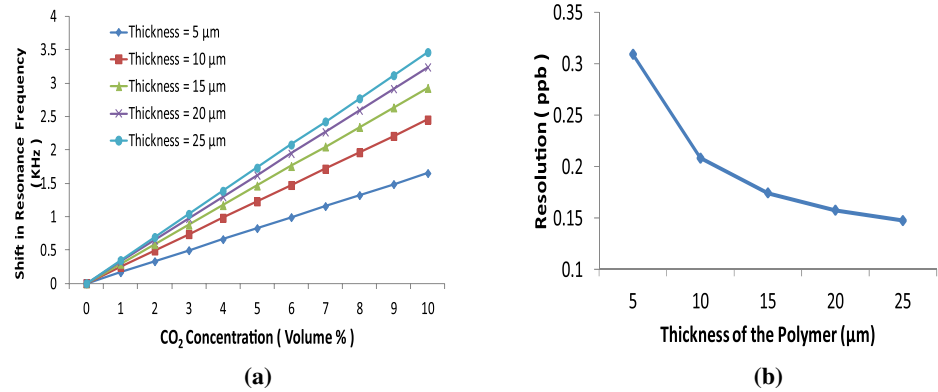 4
3.5
3
2.5
2
1.5
1
0.5
0
Shift in Resonance Frequency
(KHz)
Thickness = 5 µm
Thickness = 10 µm
Thickness = 15 µm
Thickness = 20 µm
Thickness = 25 µm
0 1 2 3 4 5 6 7 8 9 10
CO₂ Concentration ( Volume % )
(a)
0.35
0.3
0.25
0.2
0.15
0.1
Resolution ( ppb )
5 10 15 20 25
Thickness of the Polymer (µm)
(b)